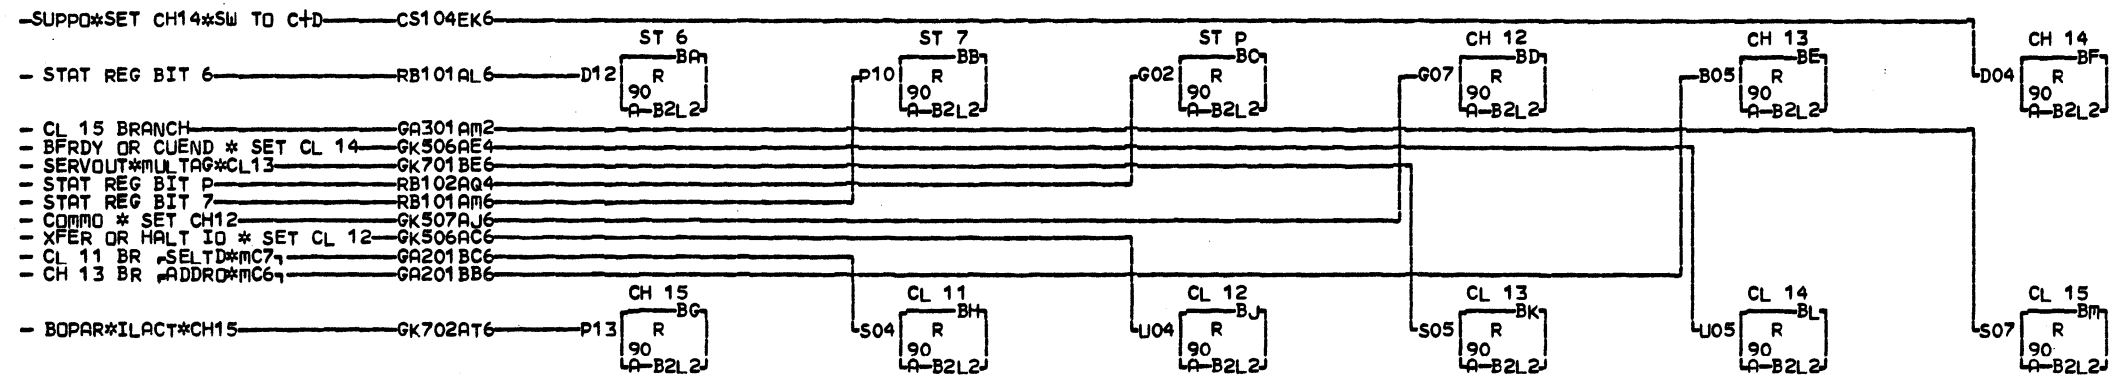 -SUPPO*SET CH14*SW TO C+D CS104EK6
ST 6 ST 7 ST P CH 12 CH 13 CH 14
BA BB BC BD BE BF
- STAT REG BIT 6 RB101AL6 D12 R P10 R G02 R G07 R B05 R D04 R
90 90 90 90 90 90
A-B2L2 A-B2L2 A-B2L2 A-B2L2 A-B2L2 A-B2L2
- CL 15 BRANCH GA301AM2
- BFRDY OR CUEND * SET CL 14 GK506AE4
- SERVOUT*MULTAG*CL13 GK701BE6
- STAT REG BIT P RB102AQ4
- STAT REG BIT 7 RB101AM6
- COMMO * SET CH12 GK507AJ6
- XFER OR HALT IO * SET CL 12 GK506AC6
- CL 11 BR ┌SELTD*MC7┐ GA201BC6
- CH 13 BR ┌ADDRO*MC6┐ GA201BB6
CH 15 CL 11 CL 12 CL 13 CL 14 CL 15
BG BH BJ BK BL BM
- BOPAR*ILACT*CH15 GK702AT6 P13 R S04 R U04 R S05 R U05 R S07 R
90 90 90 90 90 90
A-B2L2 A-B2L2 A-B2L2 A-B2L2 A-B2L2 A-B2L2